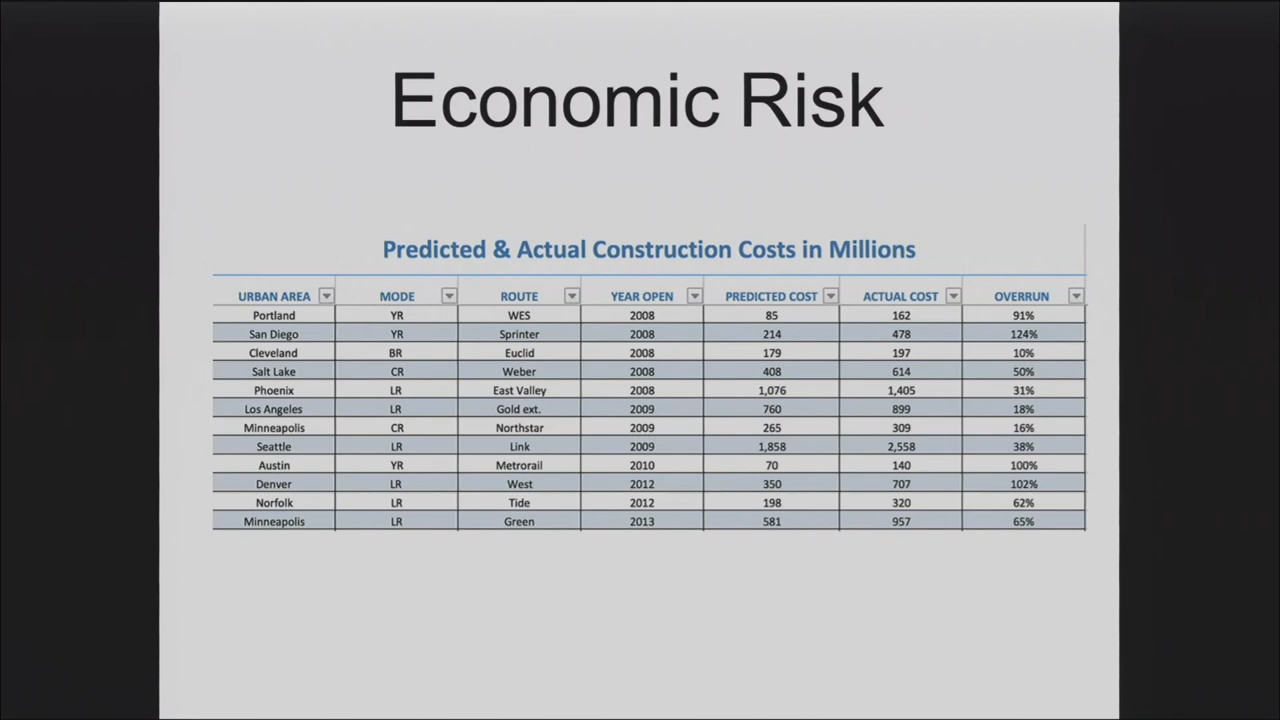 Economic Risk
Predicted & Actual Construction Costs in Millions
URBAN AREA MODE ROUTE YEAR OPEN PREDICTED COST ACTUAL COST OVERRUN
Portland YR WES 2008 85 162 91%
San Diego YR Sprinter 2008 214 478 124%
Cleveland BR Euclid 2008 179 197 10%
Salt Lake CR Weber 2008 408 614 50%
Phoenix LR East Valley 2008 1,076 1,405 31%
Los Angeles LR Gold ext. 2009 760 899 18%
Minneapolis CR Northstar 2009 265 309 16%
Seattle LR Link 2009 1,858 2,558 38%
Austin YR Metrorail 2010 70 140 100%
Denver LR West 2012 350 707 102%
Norfolk LR Tide 2012 198 320 62%
Minneapolis LR Green 2013 581 957 65%